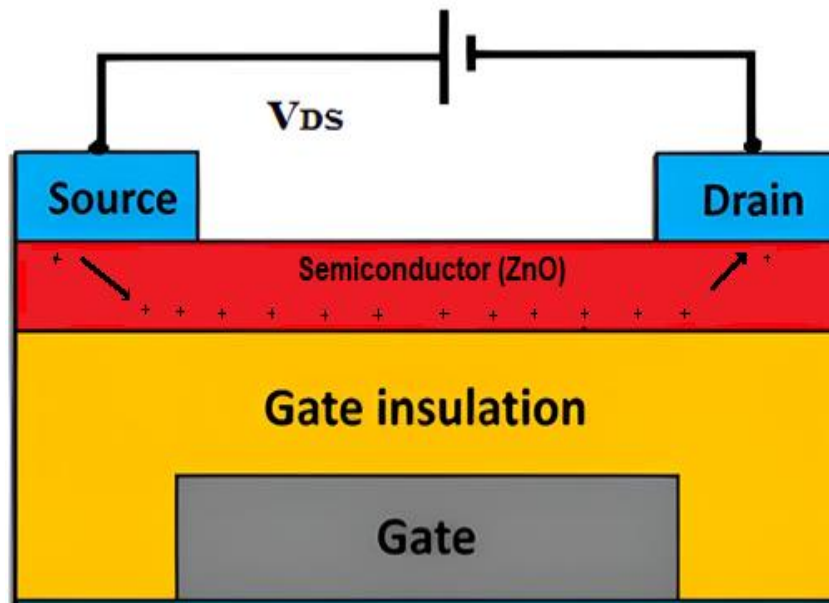 VDS
Source
Drain
Semiconductor (ZnO)
Gate insulation
Gate